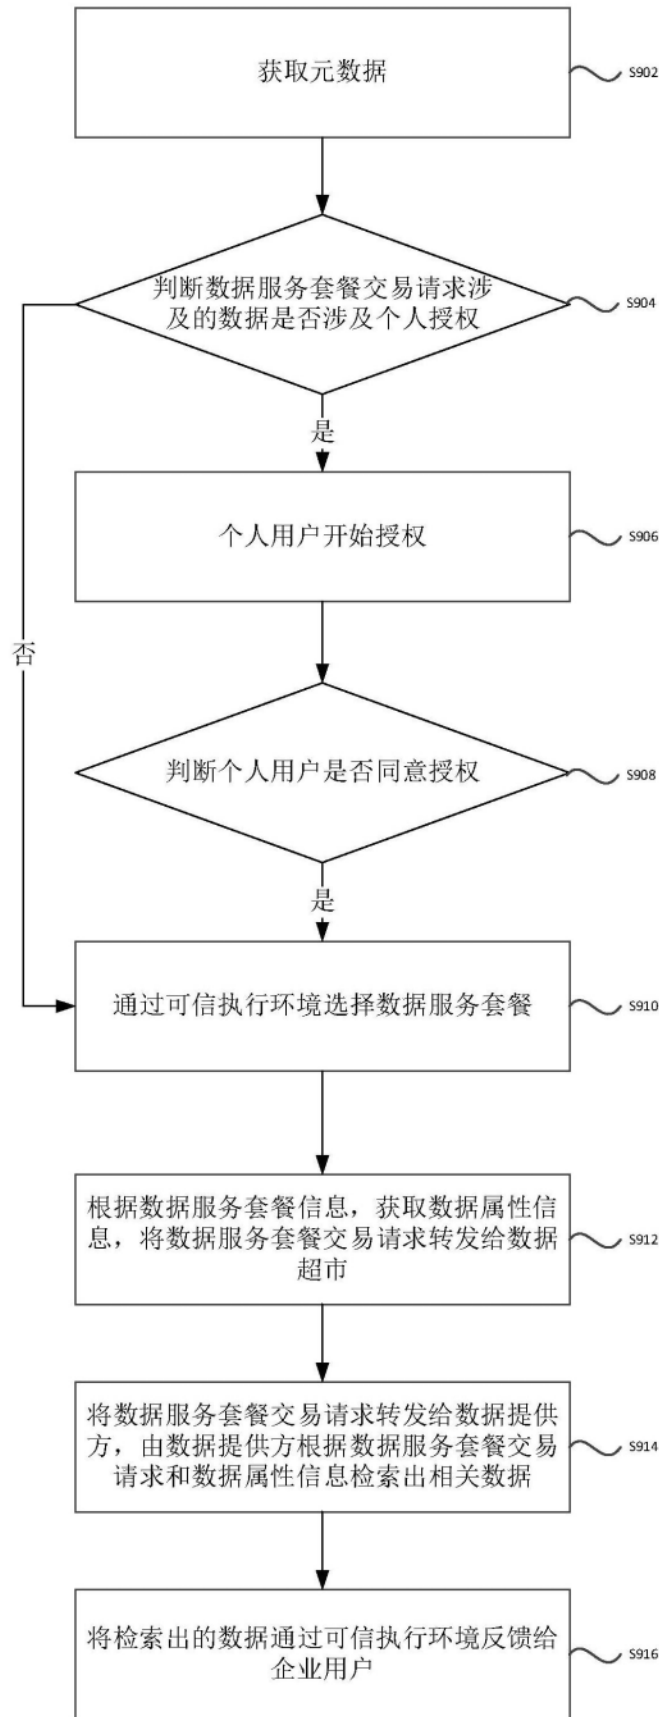 获取元数据
S902
判断数据服务套餐交易请求涉
及的数据是否涉及个人授权
S904
是
个人用户开始授权
S906
否
判断个人用户是否同意授权
S908
是
通过可信执行环境选择数据服务套餐
S910
根据数据服务套餐信息，获取数据属性信
息，将数据服务套餐交易请求转发给数据
超市
S912
将数据服务套餐交易请求转发给数据提供
方，由数据提供方根据数据服务套餐交易
请求和数据属性信息检索出相关数据
S914
将检索出的数据通过可信执行环境反馈给
企业用户
S916